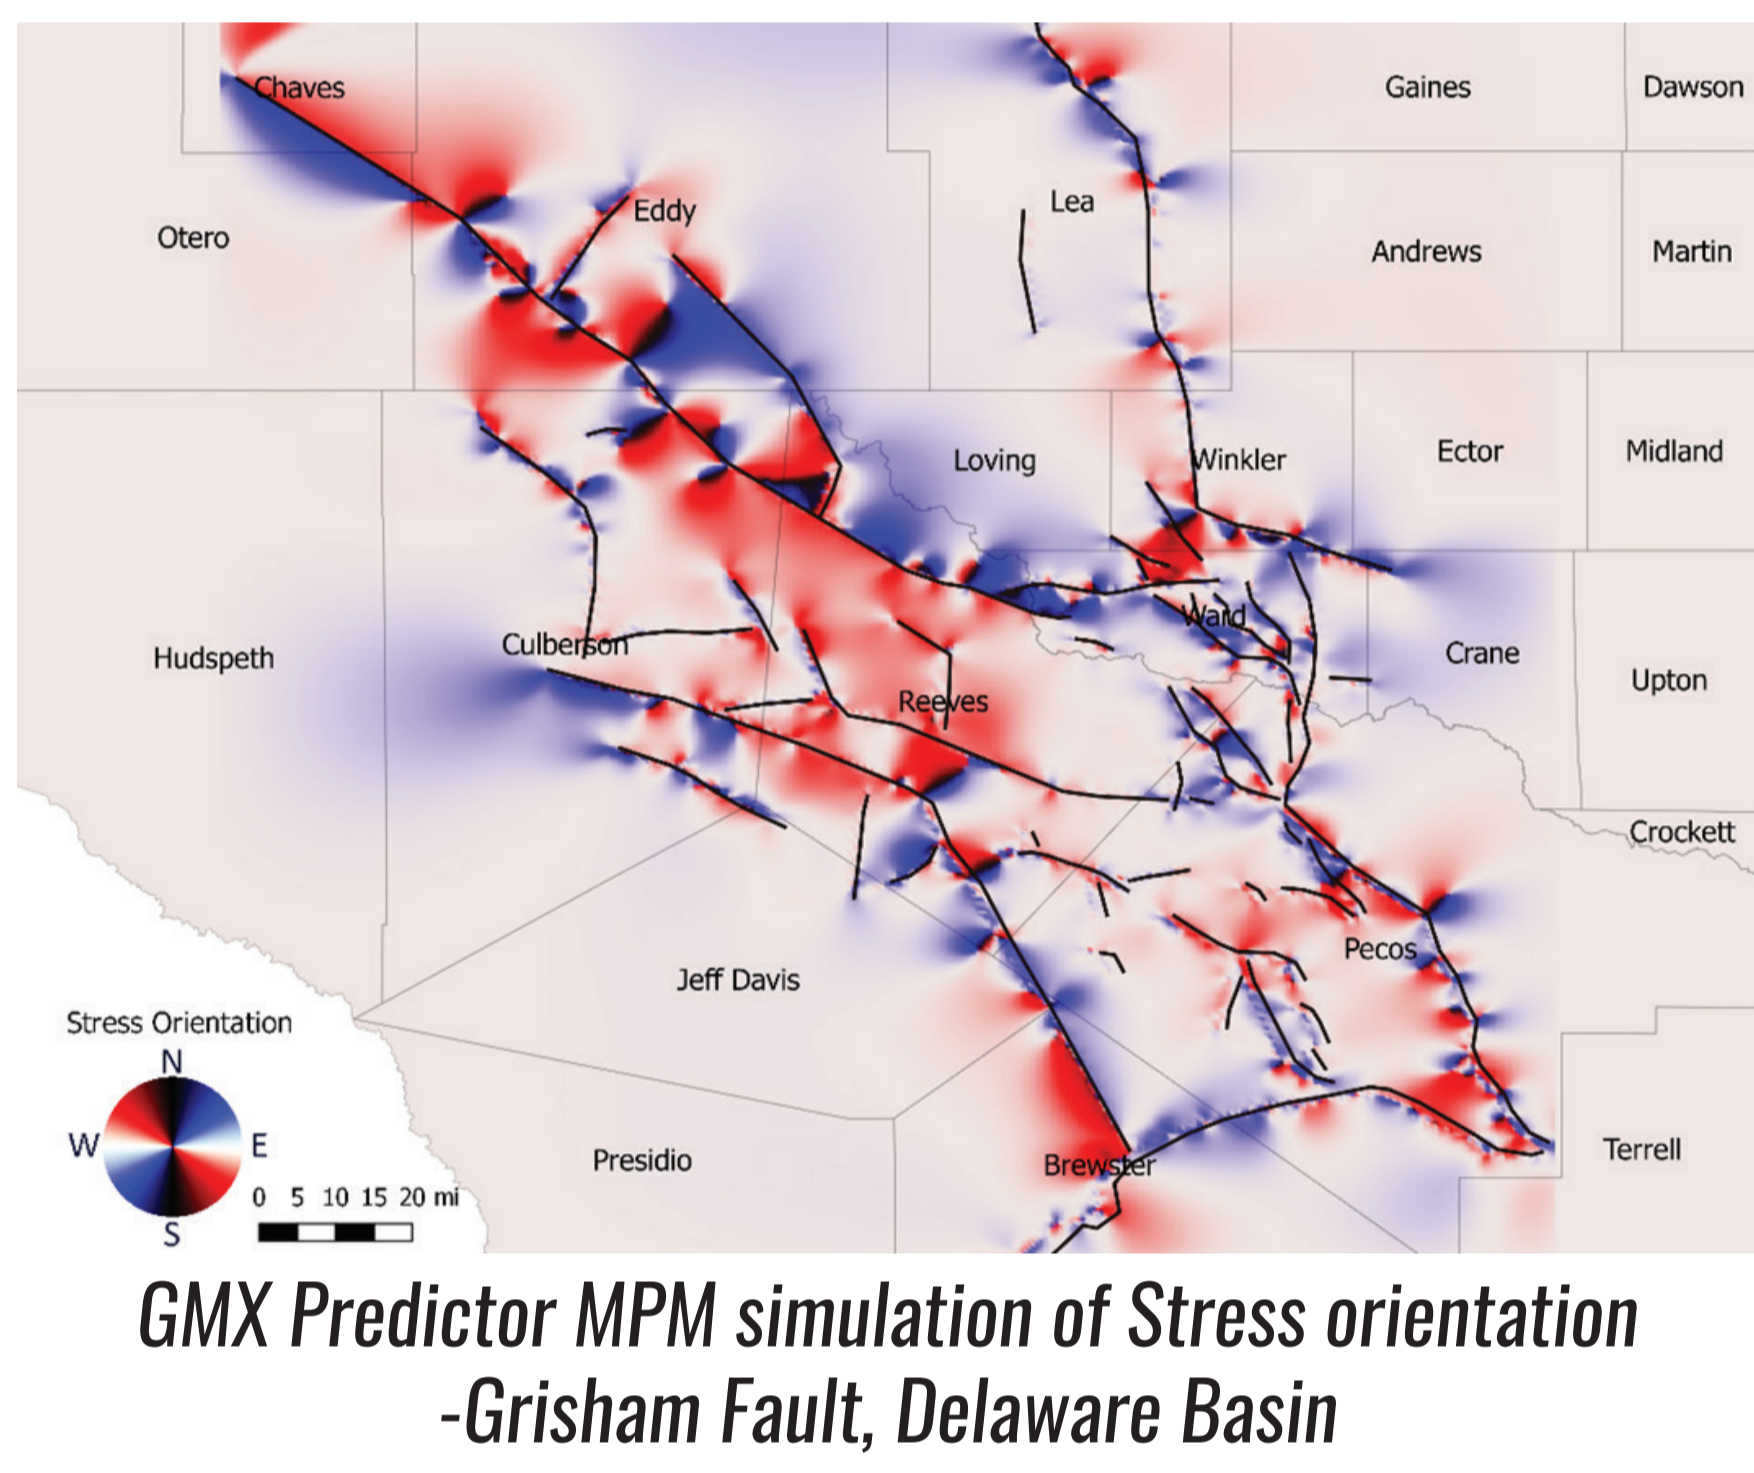 Chaves
Gaines
Dawson
Otero
Eddy
Lea
Andrews
Martin
Loving
Winkler
Ector
Midland
Hudspeth
Culberson
Ward
Crane
Reeves
Upton
Crockett
Pecos
Jeff Davis
Presidio
Brewster
Terrell
Stress Orientation
N
W E
S
0 5 10 15 20 mi
GMX Predictor MPM simulation of Stress orientation
-Grisham Fault, Delaware Basin